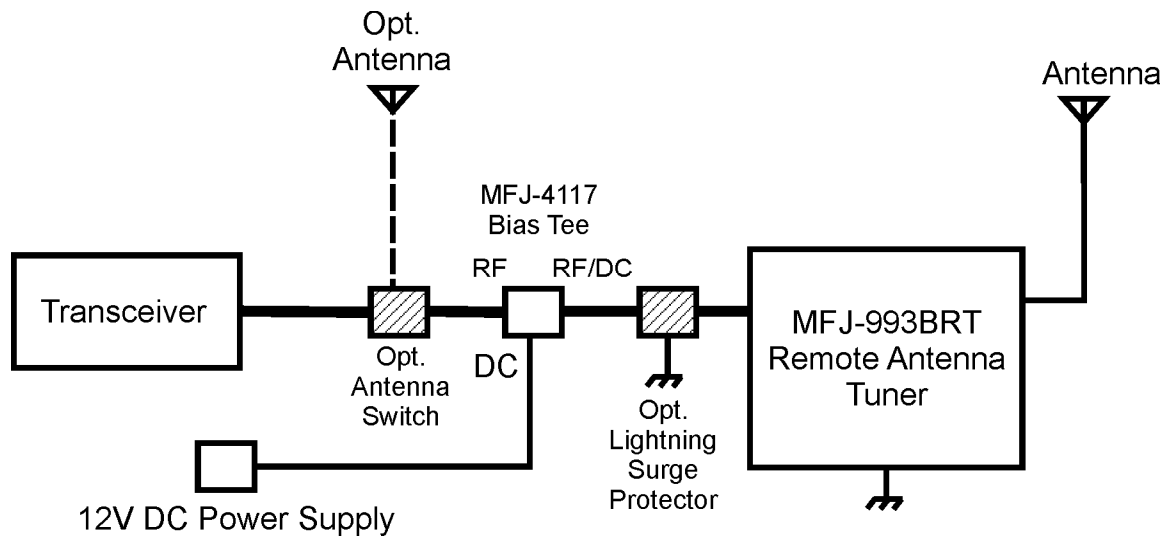 Opt.
Antenna
Antenna
MFJ-4117
Bias Tee
RF
RF/DC
Transceiver
MFJ-993BRT
Remote Antenna
Tuner
Opt.
Antenna
Switch
DC
Opt.
Lightning
Surge
Protector
12V DC Power Supply